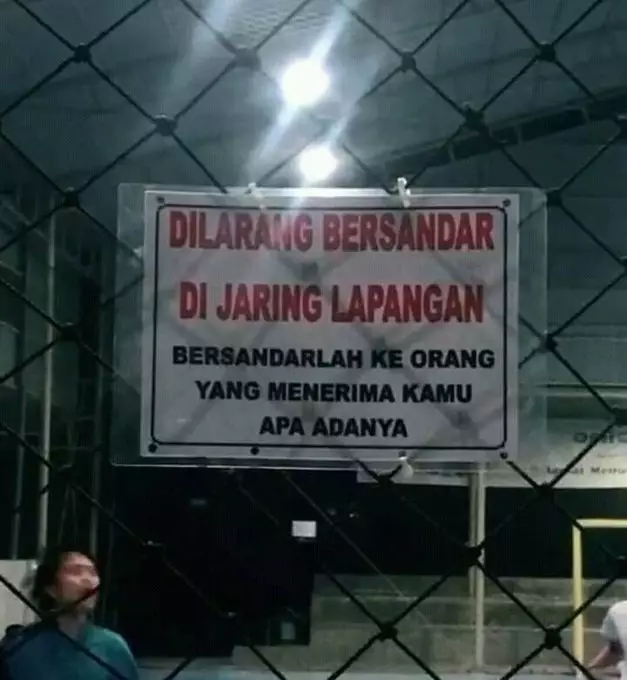 DILARANG BERSANDAR
DI JARING LAPANGAN
BERSANDARLAH KE ORANG
YANG MENERIMA KAMU
APA ADANYA